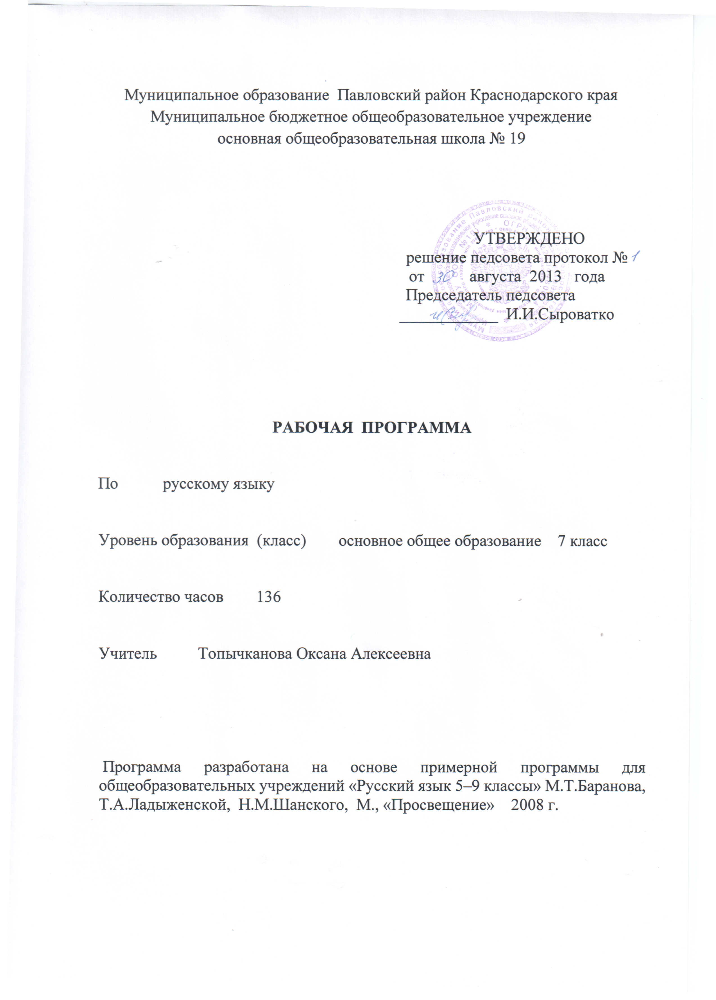 Муниципальное образование Павловский район Краснодарского края
Муниципальное бюджетное общеобразовательное учреждение
основная общеобразовательная школа № 19
УТВЕРЖДЕНО
решение педсовета протокол № 1
от 30 августа 2013 года
Председатель педсовета
И.И.Сыроватко
РАБОЧАЯ ПРОГРАММА
По русскому языку
Уровень образования (класс) основное общее образование 7 класс
Количество часов 136
Учитель Топычканова Оксана Алексеевна
Программа разработана на основе примерной программы для
общеобразовательных учреждений «Русский язык 5–9 классы» М.Т.Баранова,
Т.А.Ладыженской, Н.М.Шанского, М., «Просвещение» 2008 г.